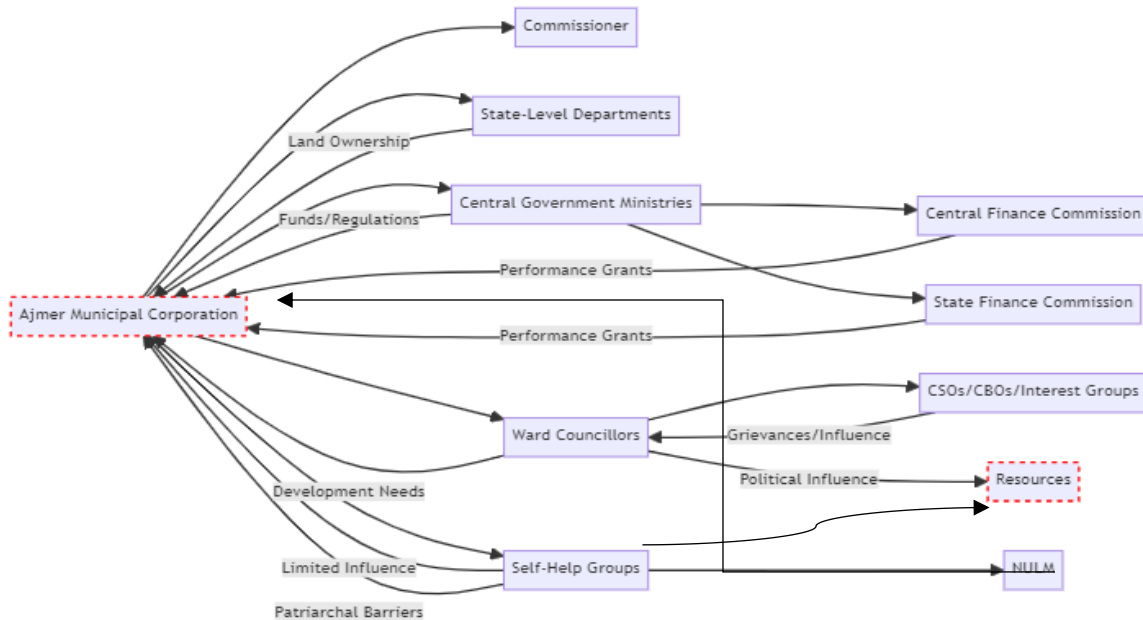 Commissioner
State-Level Departments
Land Ownership
Central Government Ministries
Central Finance Commission
Funds/Regulations
Performance Grants
Ajmer Municipal Corporation
State Finance Commission
Performance Grants
CSOs/CBOs/Interest Groups
Ward Councillors
Grievances/Influence
Political Influence
Resources
Development Needs
Limited Influence
Self-Help Groups
NULM
Patriarchal Barriers